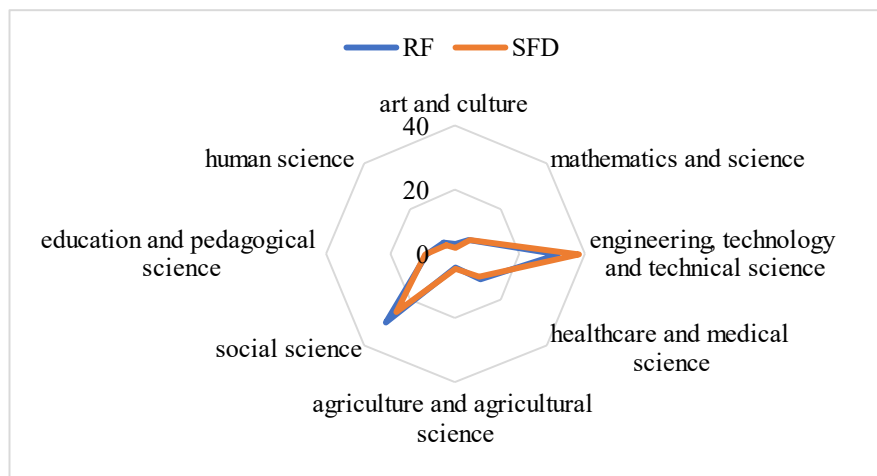 RF SFD
art and culture
40
human science
mathematics and science
20
education and pedagogical
science
0
engineering, technology
and technical science
social science
healthcare and medical
science
agriculture and agricultural
science